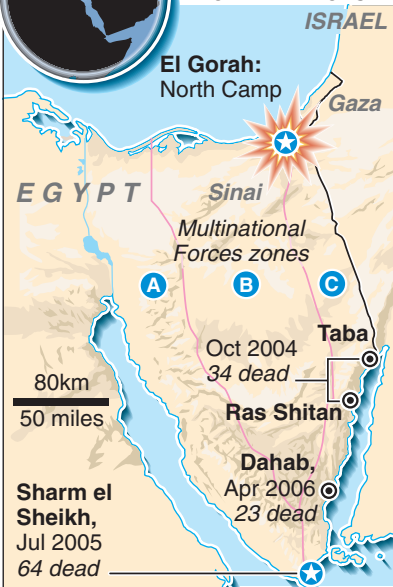 ISRAEL
El Gorah:
North Camp
Gaza
EGYPT
Sinai
Multinational
Forces zones
A
B
C
Taba
Oct 2004
34 dead
80km
50 miles
Ras Shitan
Dahab,
Apr 2006
23 dead
Sharm el
Sheikh,
Jul 2005
64 dead